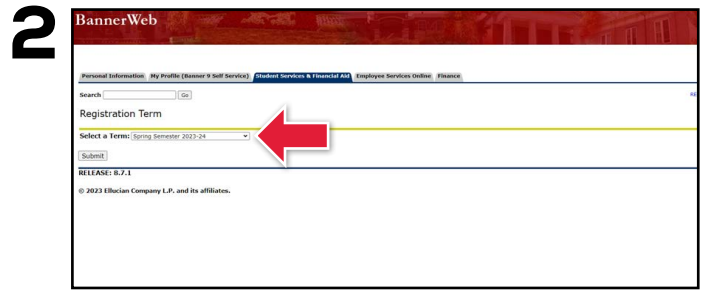 2
BannerWeb
Personal Information My Profile (Banner 9 Self Service) Student Services & Financial Aid Employee Services Online Finance
Search Go RE
Registration Term
Select a Term: Spring Semester 2023-24
Submit
RELEASE: 8.7.1
© 2023 Ellucian Company L.P. and its affiliates.